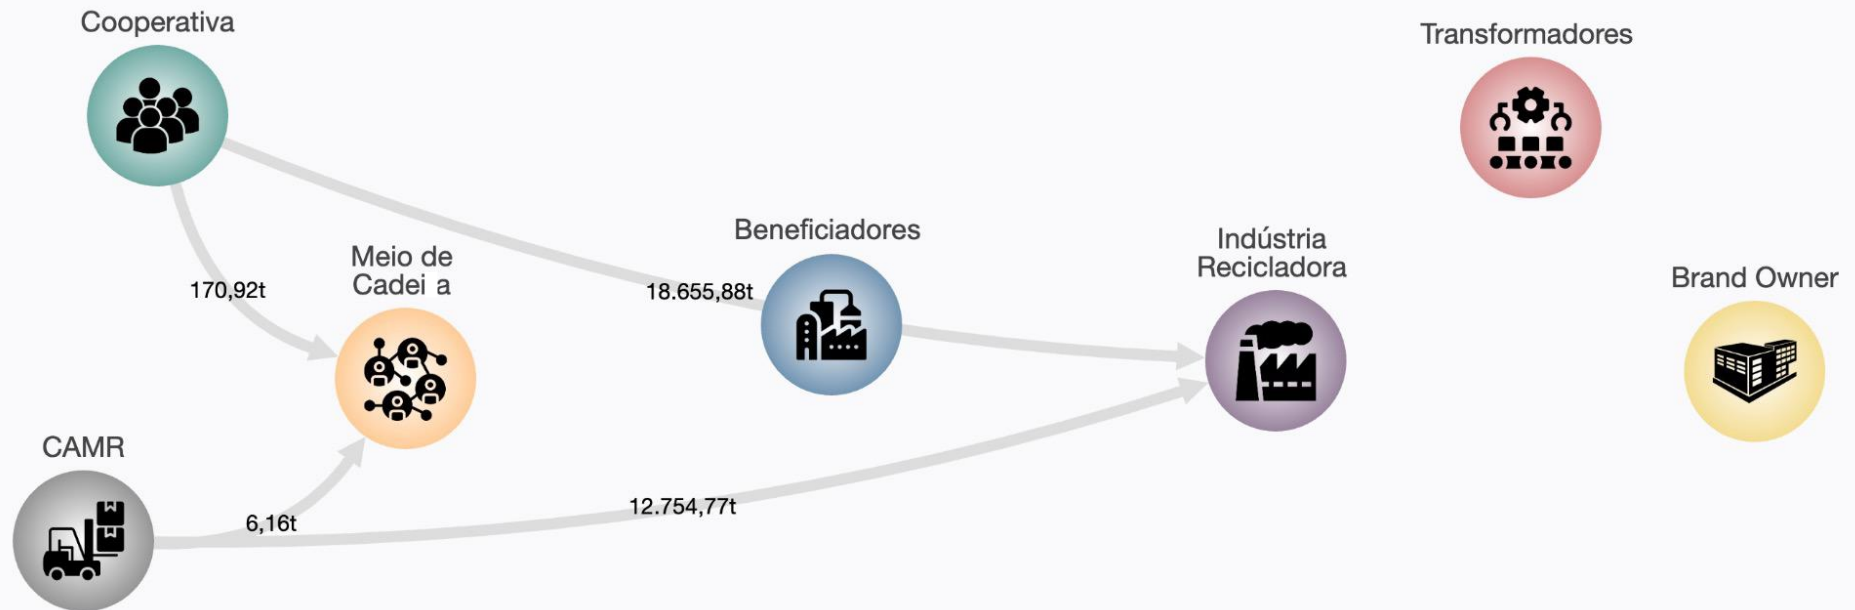 Cooperativa
Transformadores
Beneficiadores
Indústria
Recicladora
Meio de
Cadei a
Brand Owner
170,92t
18.655,88t
CAMR
12.754,77t
6,16t